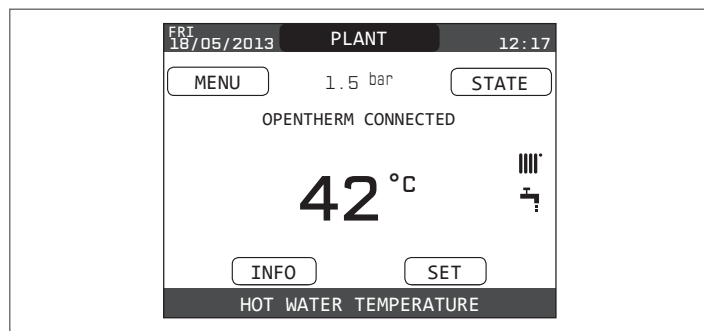 FRI
18/05/2013 PLANT 12:17
MENU 1.5 bar STATE
OPENTHERM CONNECTED
42 °C
INFO SET
HOT WATER TEMPERATURE